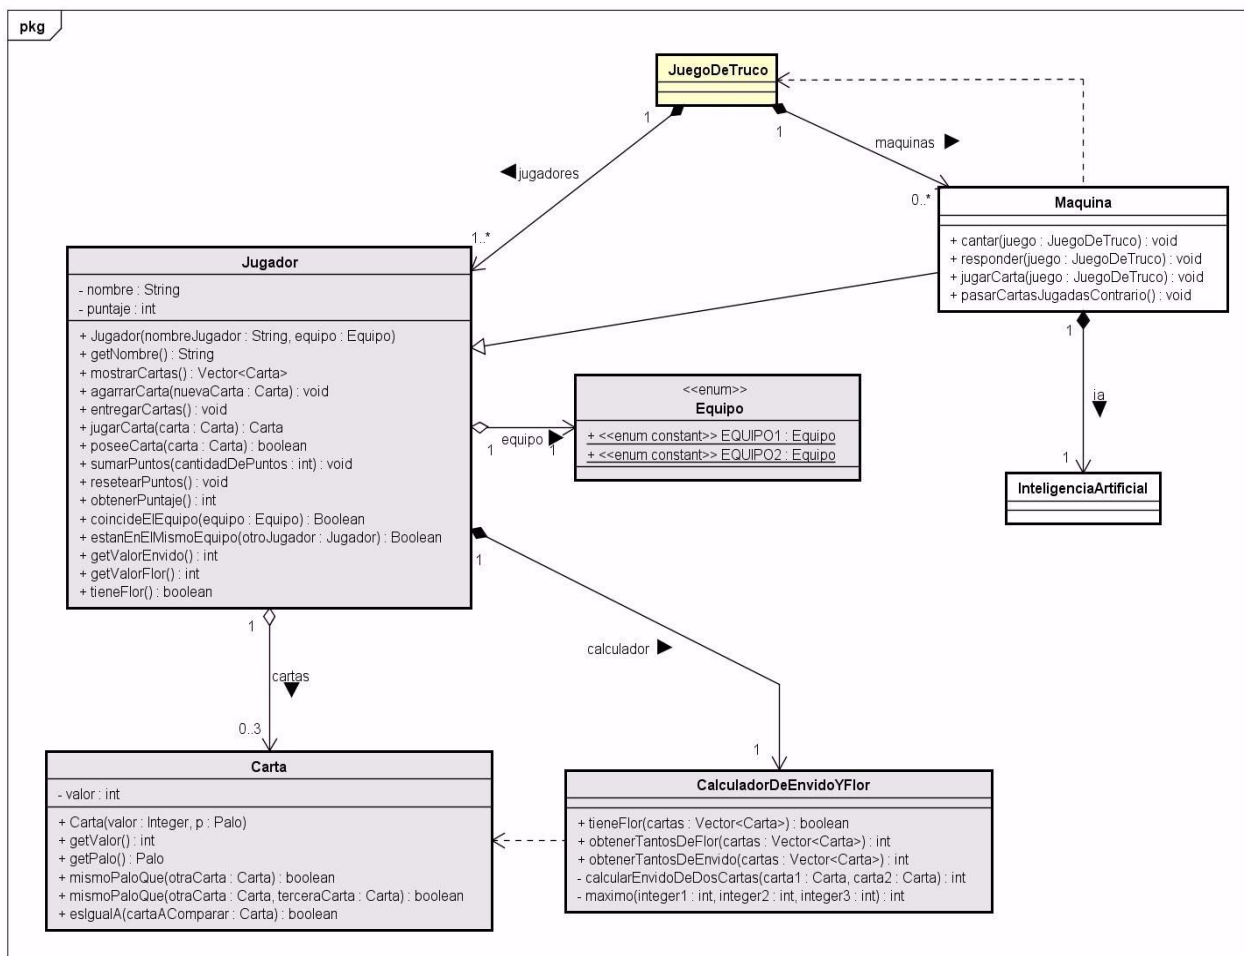 pkg
JuegoDeTruco
1
1
maquinas
jugadores
0..*
1..*
Maquina
+ cantar(juego : JuegoDeTruco) : void
+ responder(juego : JuegoDeTruco) : void
+ jugarCarta(juego : JuegoDeTruco) : void
+ pasarCartasJugadasContrario() : void
Jugador
- nombre : String
- puntaje : int
+ Jugador(nombreJugador : String, equipo : Equipo)
+ getNombre() : String
+ mostrarCartas() : Vector<Carta>
+ agarrarCarta(nuevaCarta : Carta) : void
+ entregarCartas() : void
+ jugarCarta(carta : Carta) : Carta
+ poseeCarta(carta : Carta) : boolean
+ sumarPuntos(cantidadDePuntos : int) : void
+ resetearPuntos() : void
+ obtenerPuntaje() : int
+ coincideElEquipo(equipo : Equipo) : Boolean
+ estanEnElMismoEquipo(otroJugador : Jugador) : Boolean
+ getValorEnvido() : int
+ getValorFlor() : int
+ tieneFlor() : boolean
1
equipo
1
<<enum>>
Equipo
+ <<enum constant>> EQUIPO1 : Equipo
+ <<enum constant>> EQUIPO2 : Equipo
1
ia
1
InteligenciaArtificial
1
calculador
1
1
cartas
0..3
Carta
- valor : int
+ Carta(valor : Integer, p : Palo)
+ getValor() : int
+ getPalo() : Palo
+ mismoPaloQue(otraCarta : Carta) : boolean
+ mismoPaloQue(otraCarta : Carta, terceraCarta : Carta) : boolean
+ esIgualA(cartaAComparar : Carta) : boolean
CalculadorDeEnvidoYFlor
+ tieneFlor(cartas : Vector<Carta>) : boolean
+ obtenerTantosDeFlor(cartas : Vector<Carta>) : int
+ obtenerTantosDeEnvido(cartas : Vector<Carta>) : int
- calcularEnvidoDeDosCartas(carta1 : Carta, carta2 : Carta) : int
- maximo(integer1 : int, integer2 : int, integer3 : int) : int